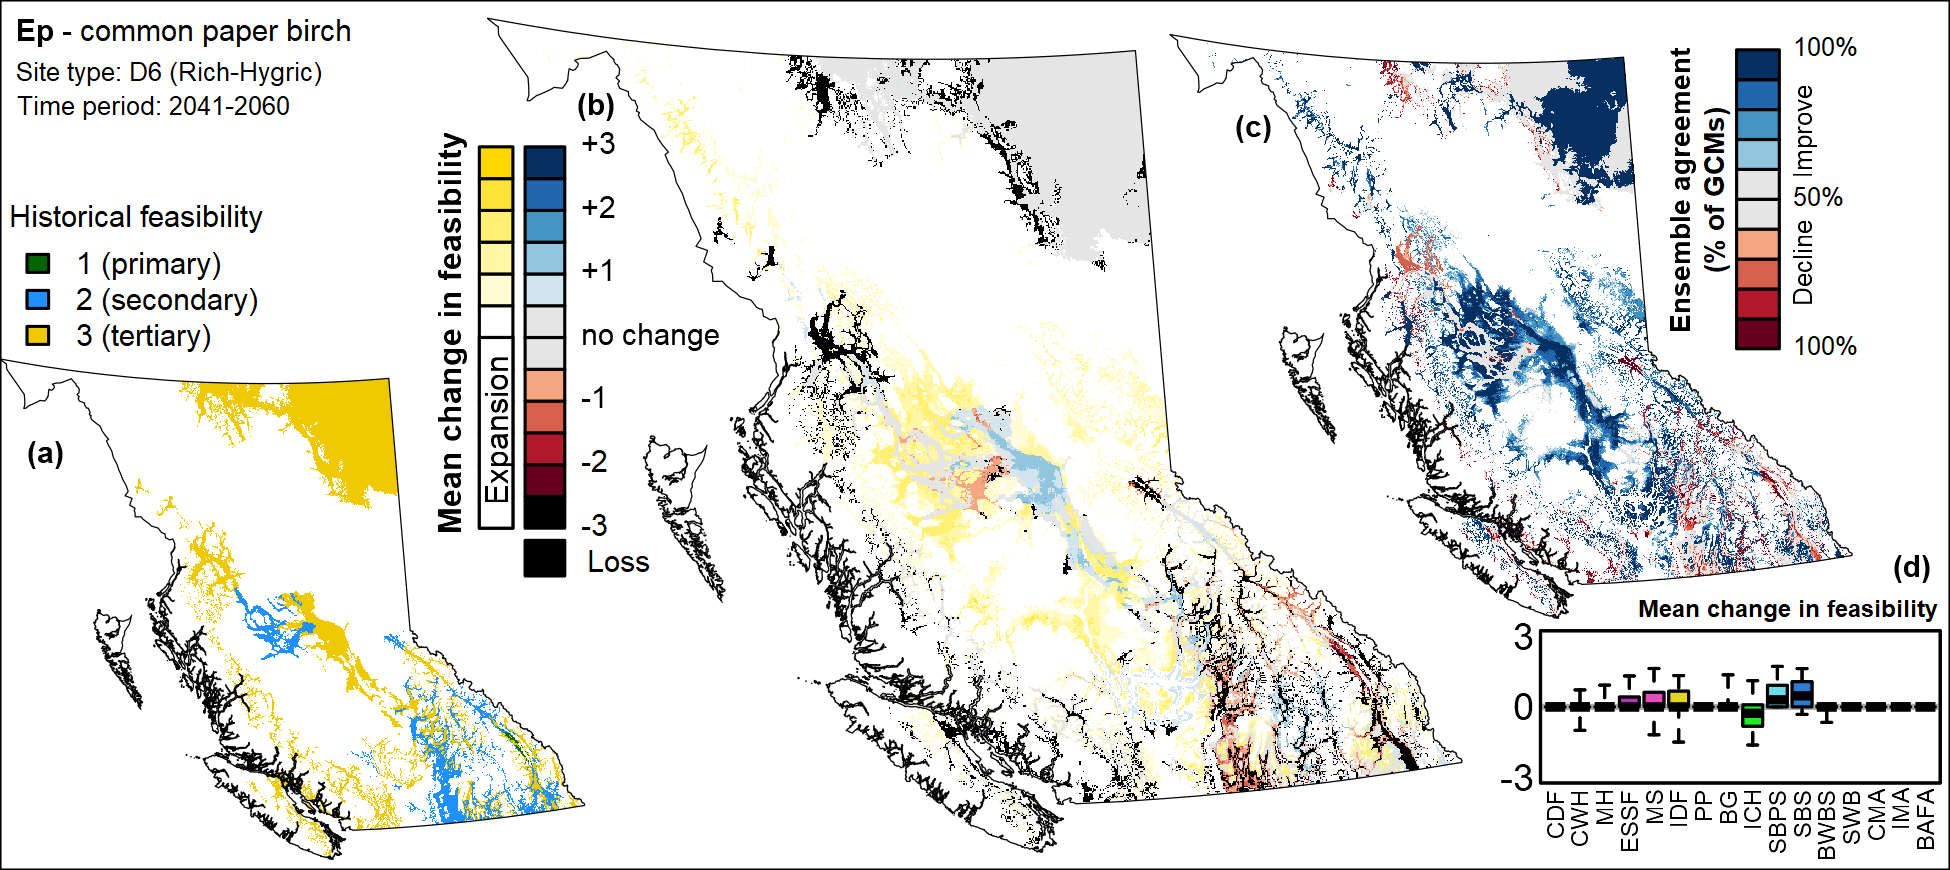 Ep - common paper birch
Site type: D6 (Rich-Hygric)
Time period: 2041-2060
Historical feasibility
1 (primary)
2 (secondary)
3 (tertiary)
(a)
(b)
Mean change in feasibility
Expansion
+3
+2
+1
no change
-1
-2
-3
Loss
(c)
Ensemble agreement
(% of GCMs)
100%
Improve
50%
Decline
100%
(d)
Mean change in feasibility
3
0
-3
CDF
CWH
MH
ESSF
MS
IDF
PP
BG
ICH
SBPS
SBS
BWBS
SWB
CMA
IMA
BAFA